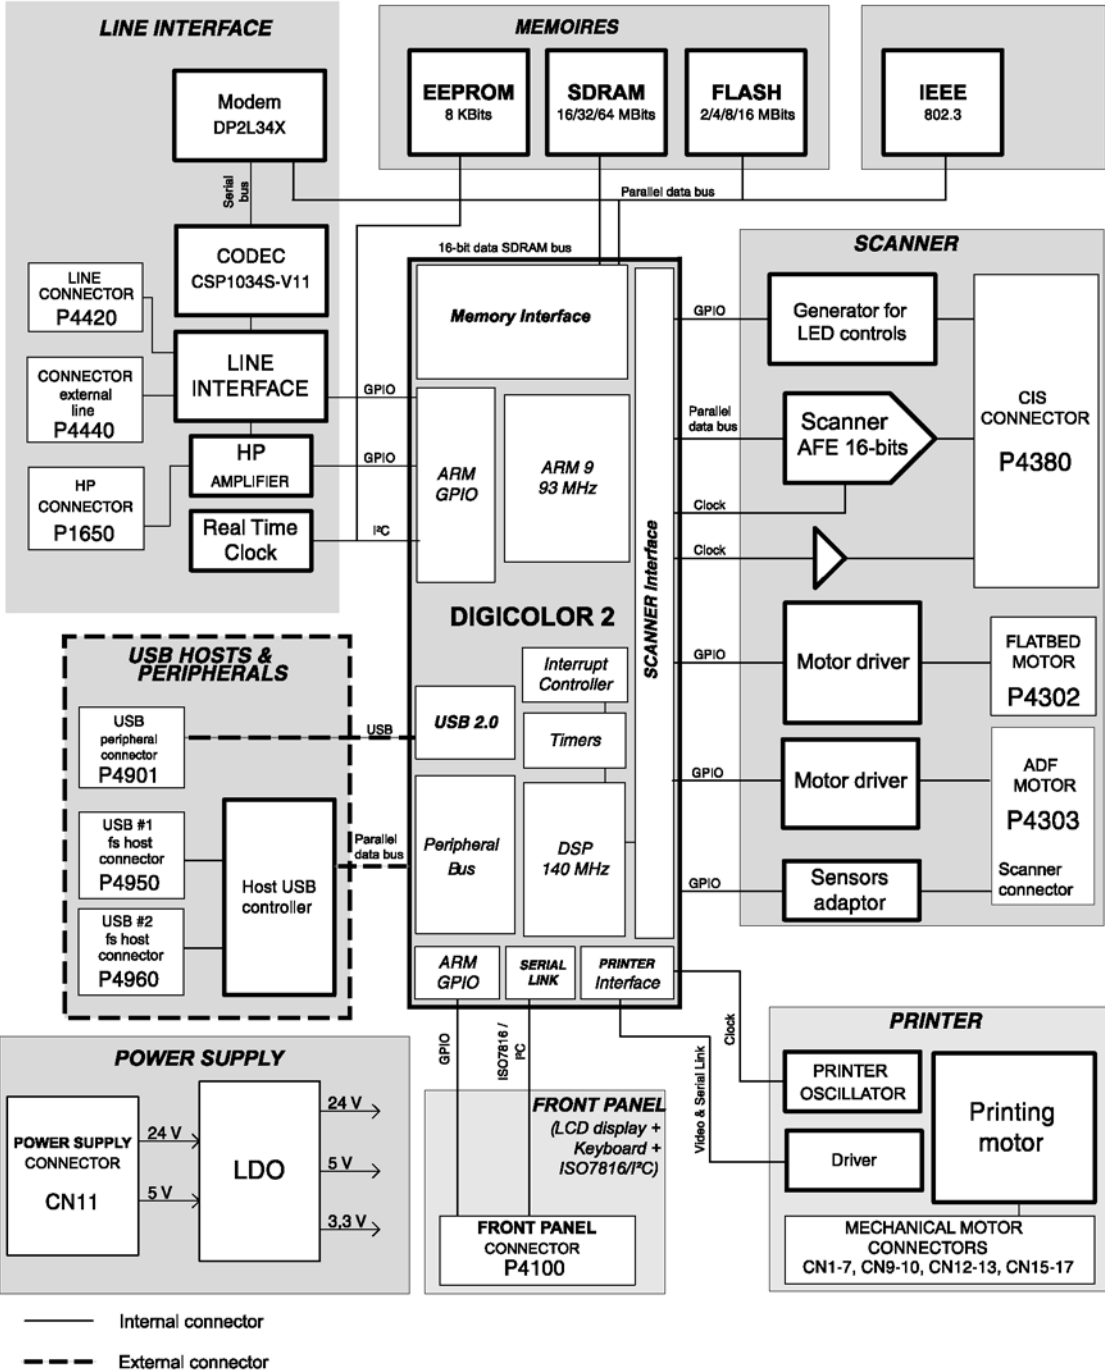 LINE INTERFACE
Modem
DP2L34X
Serial
bus
CODEC
CSP1034S-V11
LINE
CONNECTOR
P4420
LINE
INTERFACE
CONNECTOR
external
line
P4440
HP
AMPLIFIER
HP
CONNECTOR
P1650
Real Time
Clock
GPIO
GPIO
I²C
MEMOIRES
EEPROM
8 KBits
SDRAM
16/32/64 MBits
FLASH
2/4/8/16 MBits
IEEE
802.3
Parallel data bus
16-bit data SDRAM bus
Memory Interface
ARM
GPIO
ARM 9
93 MHz
SCANNER Interface
DIGICOLOR 2
Interrupt
Controller
USB 2.0
Timers
Peripheral
Bus
DSP
140 MHz
ARM
GPIO
SERIAL
LINK
PRINTER
Interface
SCANNER
GPIO
Generator for
LED controls
CIS
CONNECTOR
P4380
Parallel
data bus
Scanner
AFE 16-bits
Clock
Clock
GPIO
Motor driver
FLATBED
MOTOR
P4302
GPIO
Motor driver
ADF
MOTOR
P4303
Scanner
connector
GPIO
Sensors
adaptor
USB HOSTS &
PERIPHERALS
USB
peripheral
connector
P4901
USB
USB #1
fs host
connector
P4950
USB #2
fs host
connector
P4960
Host USB
controller
Parallel
data bus
POWER SUPPLY
POWER SUPPLY
CONNECTOR
CN11
24 V
5 V
LDO
24 V
5 V
3,3 V
GPIO
ISO7816 /
I²C
FRONT PANEL
(LCD display +
Keyboard +
ISO7816/I²C)
FRONT PANEL
CONNECTOR
P4100
Video & Serial Link
Clock
PRINTER
PRINTER
OSCILLATOR
Driver
Printing
motor
MECHANICAL MOTOR
CONNECTORS
CN1-7, CN9-10, CN12-13, CN15-17
Internal connector
External connector